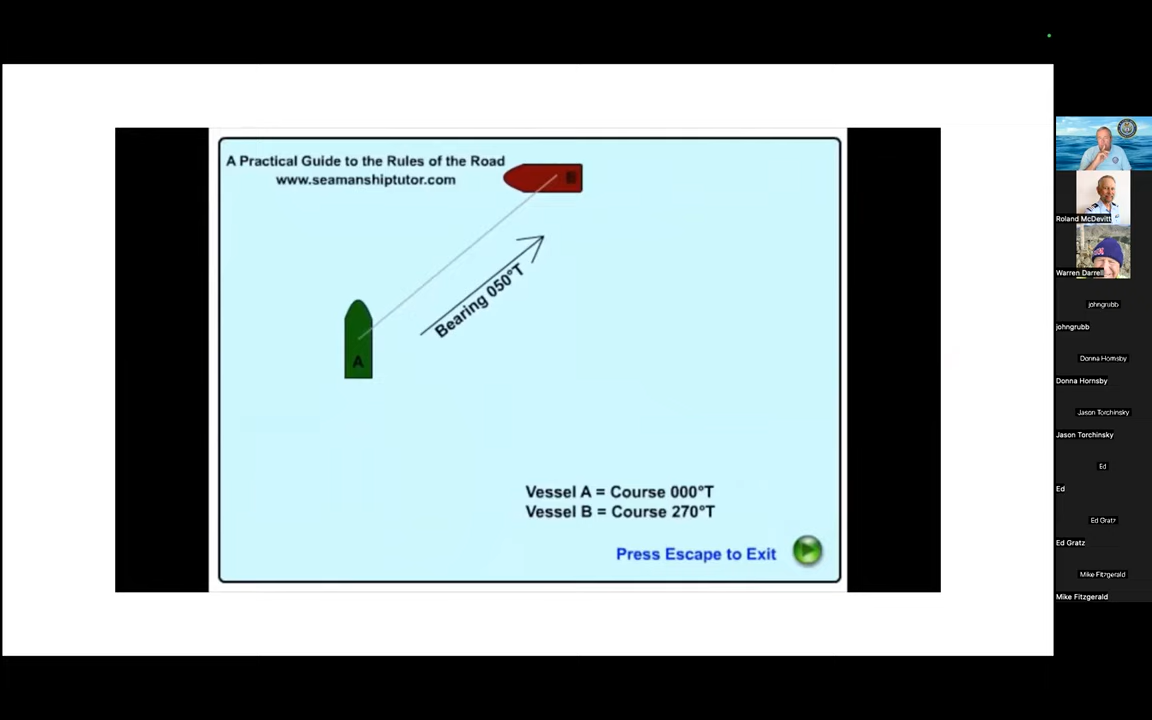 A Practical Guide to the Rules of the Road
www.seamanshiptutor.com
B
Bearing 050°T
A
Vessel A = Course 000°T
Vessel B = Course 270°T
Press Escape to Exit
Roland McDevitt
Warren Darrell
johngrubb
johngrubb
Donna Hornsby
Donna Hornsby
Jason Torchinsky
Jason Torchinsky
Ed
Ed
Ed Gratz
Ed Gratz
Mike Fitzgerald
Mike Fitzgerald